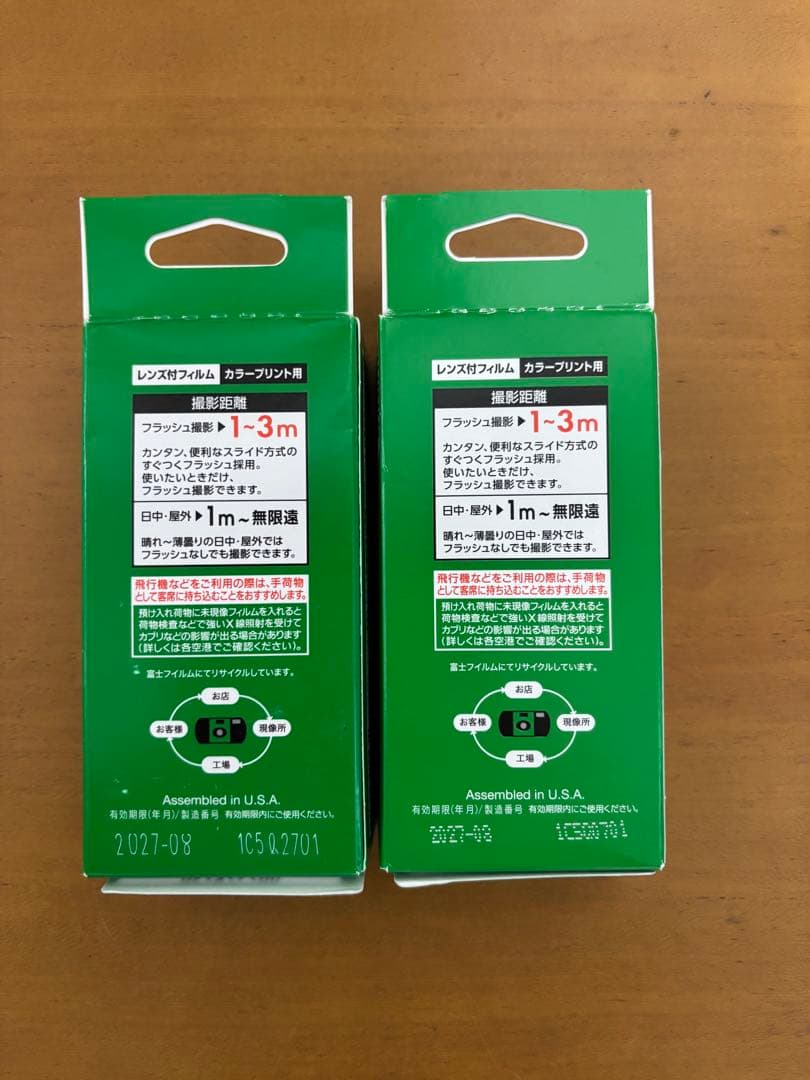 レンズ付フィルム カラープリント用
撮影距離
フラッシュ撮影▶1~3m
カンタン、便利なスライド方式の
すぐつくフラッシュ採用。
使いたいときだけ、
フラッシュ撮影できます。
日中・屋外▶1m~無限遠
晴れ~薄曇りの日中・屋外では
フラッシュなしでも撮影できます。
飛行機などをご利用の際は、手荷物
として客席に持ち込むことをおすすめします。
預け入れ荷物に未現像フィルムを入れると
荷物検査などで強いX線照射を受けて
カブリなどの影響が出る場合があります
(詳しくは各空港でご確認ください)。
富士フイルムにてリサイクルしています。
お店
お客様 現像所
工場
Assembled in U.S.A.
有効期限(年月)/製造番号 有効期限内にご使用ください。
2027-08 1C5Q2701
レンズ付フィルム カラープリント用
撮影距離
フラッシュ撮影▶1~3m
カンタン、便利なスライド方式の
すぐつくフラッシュ採用。
使いたいときだけ、
フラッシュ撮影できます。
日中・屋外▶1m~無限遠
晴れ~薄曇りの日中・屋外では
フラッシュなしでも撮影できます。
飛行機などをご利用の際は、手荷物
として客席に持ち込むことをおすすめします。
預け入れ荷物に未現像フィルムを入れると
荷物検査などで強いX線照射を受けて
カブリなどの影響が出る場合があります
(詳しくは各空港でご確認ください)。
富士フイルムにてリサイクルしています。
お店
お客様 現像所
工場
Assembled in U.S.A.
有効期限(年月)/製造番号 有効期限内にご使用ください。
2027-08